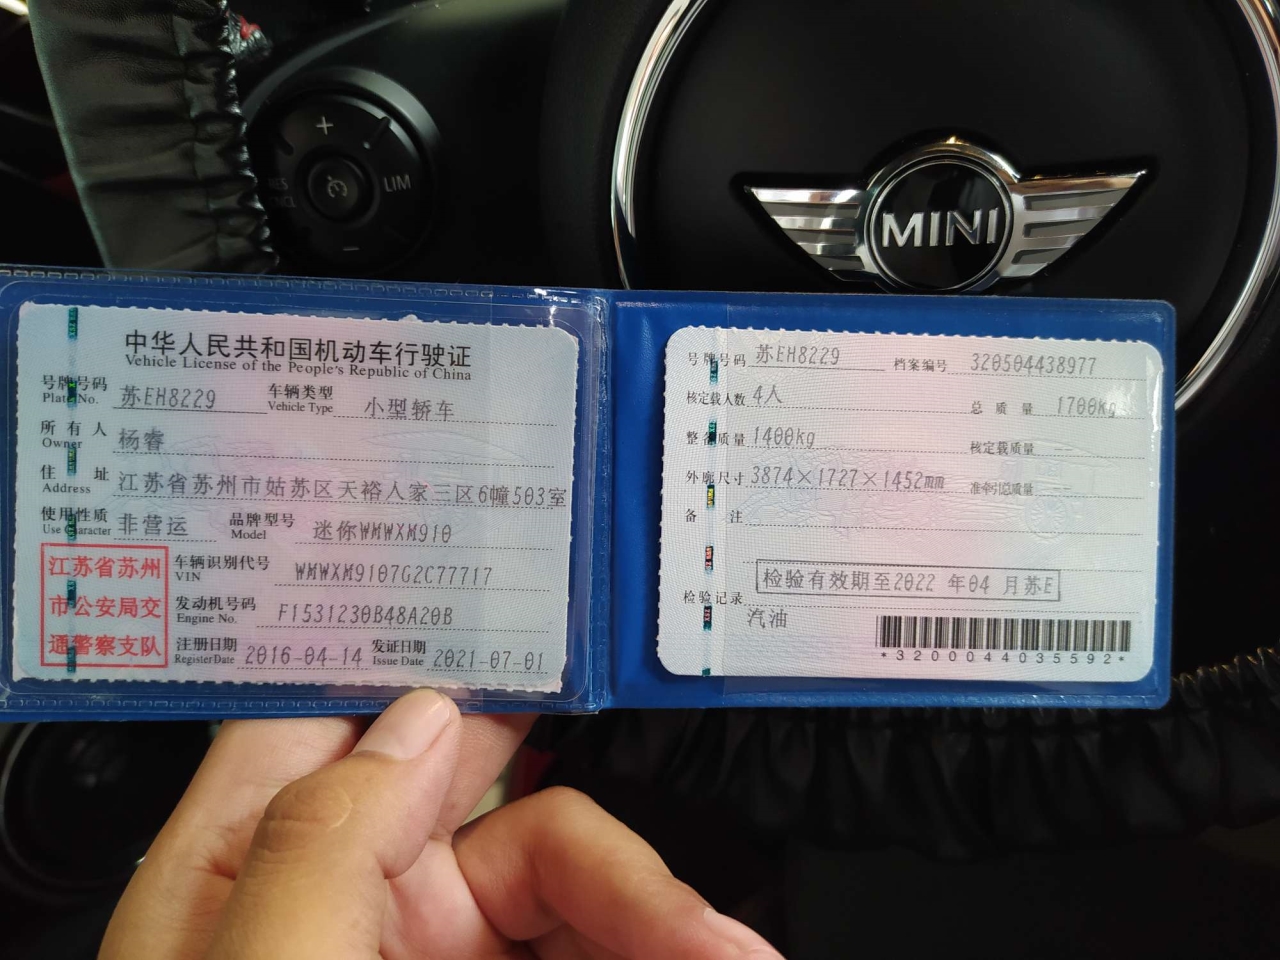 RES
LIM
MINI
中华人民共和国机动车行驶证
Vehicle License of the People's Republic of China
号牌号码 苏EH8229 车辆类型 小型轿车
Plate No. Vehicle Type
所有人 杨睿
Owner
住址 江苏省苏州市姑苏区天裕人家三区6幢503室
Address
使用性质 非营运 品牌型号 迷你WMWXM910
Use Character Model
江苏省苏州
市公安局交
通警察支队
车辆识别代号 WMWXM9107G2C77717
VIN
发动机号码 F1531230B48A20B
Engine No.
注册日期 2016-04-14 发证日期 2021-07-01
Register Date Issue Date
号牌号码 苏EH8229 档案编号 320504438977
核定载人数 4人 总质量 1700kg
整备质量 1400kg 核定载质量 --
外廓尺寸 3874×1727×1452mm 准牵引总质量 --
备注
检验有效期至2022年04月苏E
检验记录
汽油
*3200044035592*